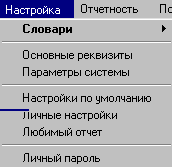 Настройка Отчетность
Словари
Основные реквизиты
Параметры системы
Настройки по умолчанию
Личные настройки
Любимый отчет
Личный пароль